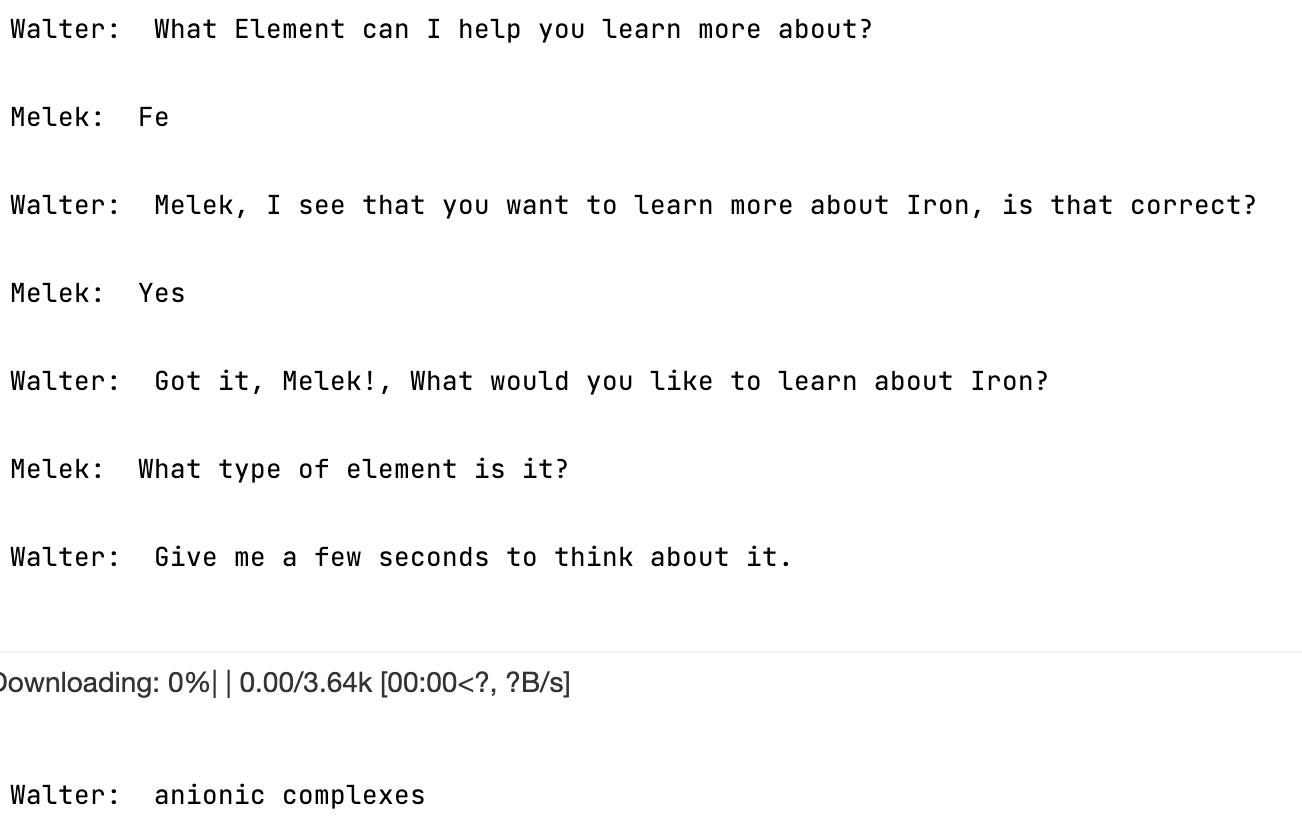 Walter:  What Element can I help you learn more about?
Melek:  Fe
Walter:  Melek, I see that you want to learn more about Iron, is that correct?
Melek:  Yes
Walter:  Got it, Melek!, What would you like to learn about Iron?
Melek:  What type of element is it?
Walter:  Give me a few seconds to think about it.
Downloading: 0%| | 0.00/3.64k [00:00<?, ?B/s]
Walter:  anionic complexes